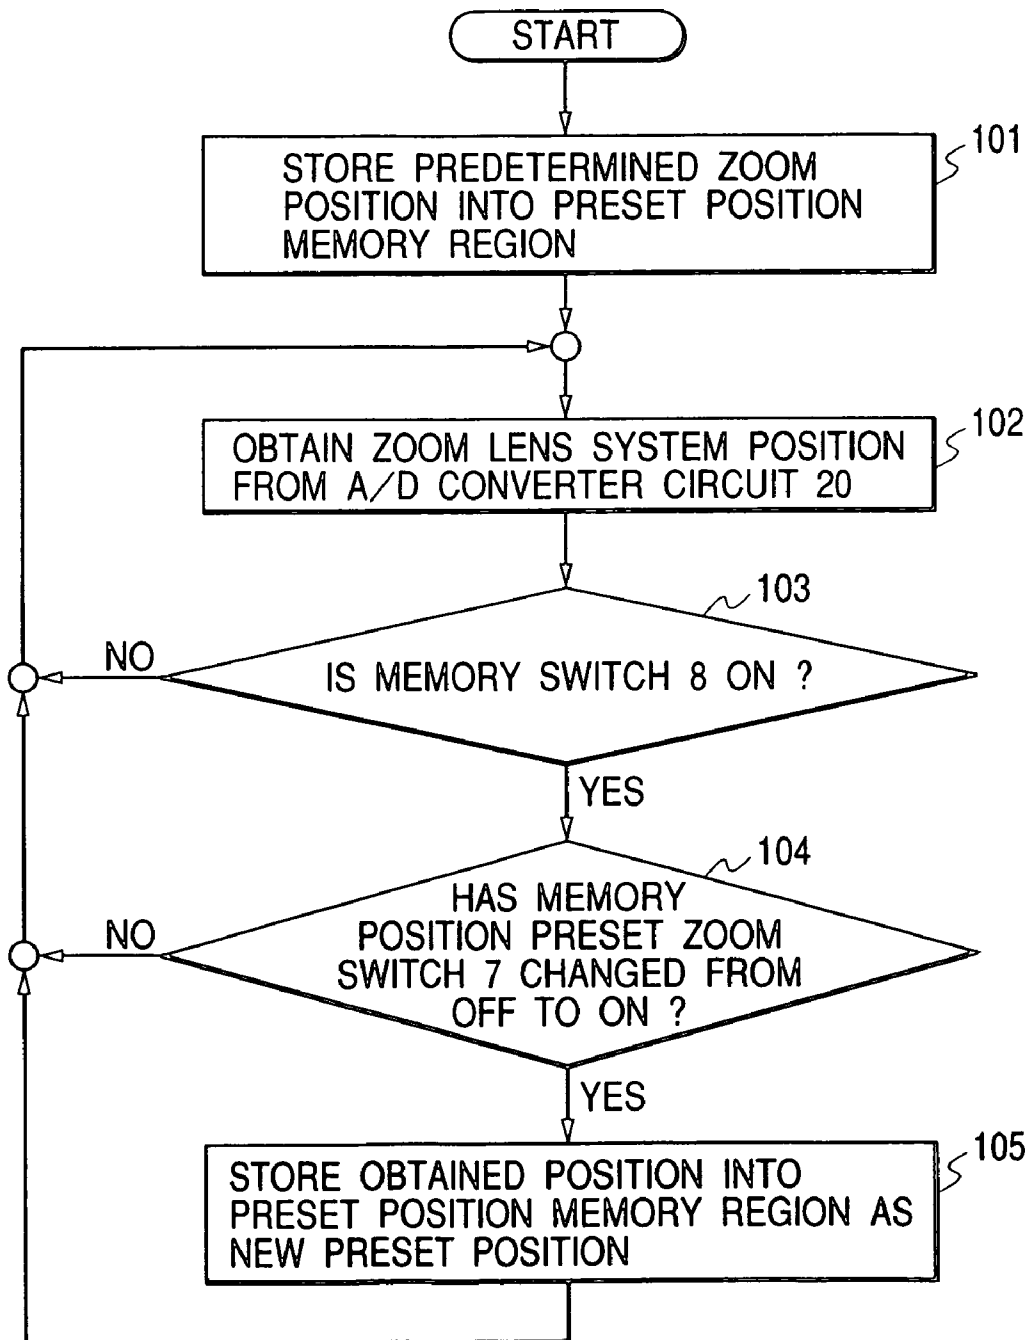 START
101
STORE PREDETERMINED ZOOM
POSITION INTO PRESET POSITION
MEMORY REGION
102
OBTAIN ZOOM LENS SYSTEM POSITION
FROM A/D CONVERTER CIRCUIT 20
103
NO
IS MEMORY SWITCH 8 ON ?
YES
104
NO
HAS MEMORY
POSITION PRESET ZOOM
SWITCH 7 CHANGED FROM
OFF TO ON ?
YES
105
STORE OBTAINED POSITION INTO
PRESET POSITION MEMORY REGION AS
NEW PRESET POSITION